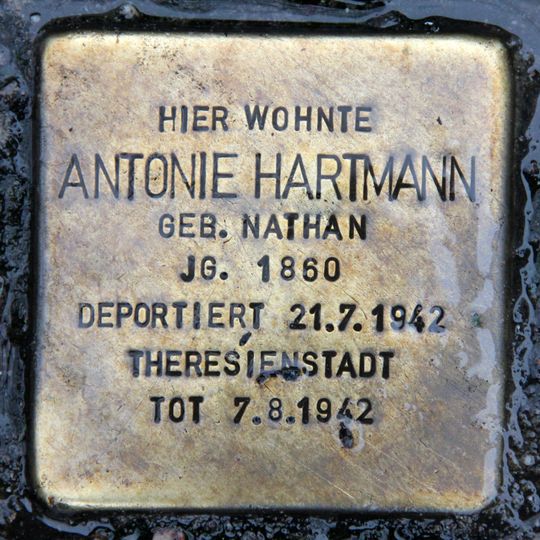 HIER WOHNTE
ANTONIE HARTMANN
GEB. NATHAN
JG. 1860
DEPORTIERT 21.7.1942
THERESIENSTADT
TOT 7.8.1942